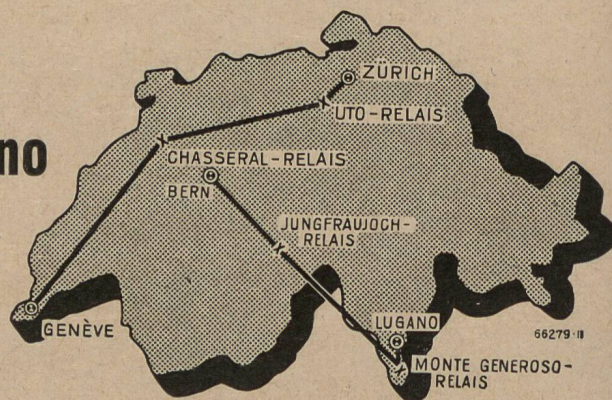 ZÜRICH
UTO-RELAIS
no
CHASSERAL-RELAIS
BERN
JUNGFRAUJOCH-
RELAIS
GENÈVE
LUGANO
66279·II
MONTE GENEROSO-
RELAIS